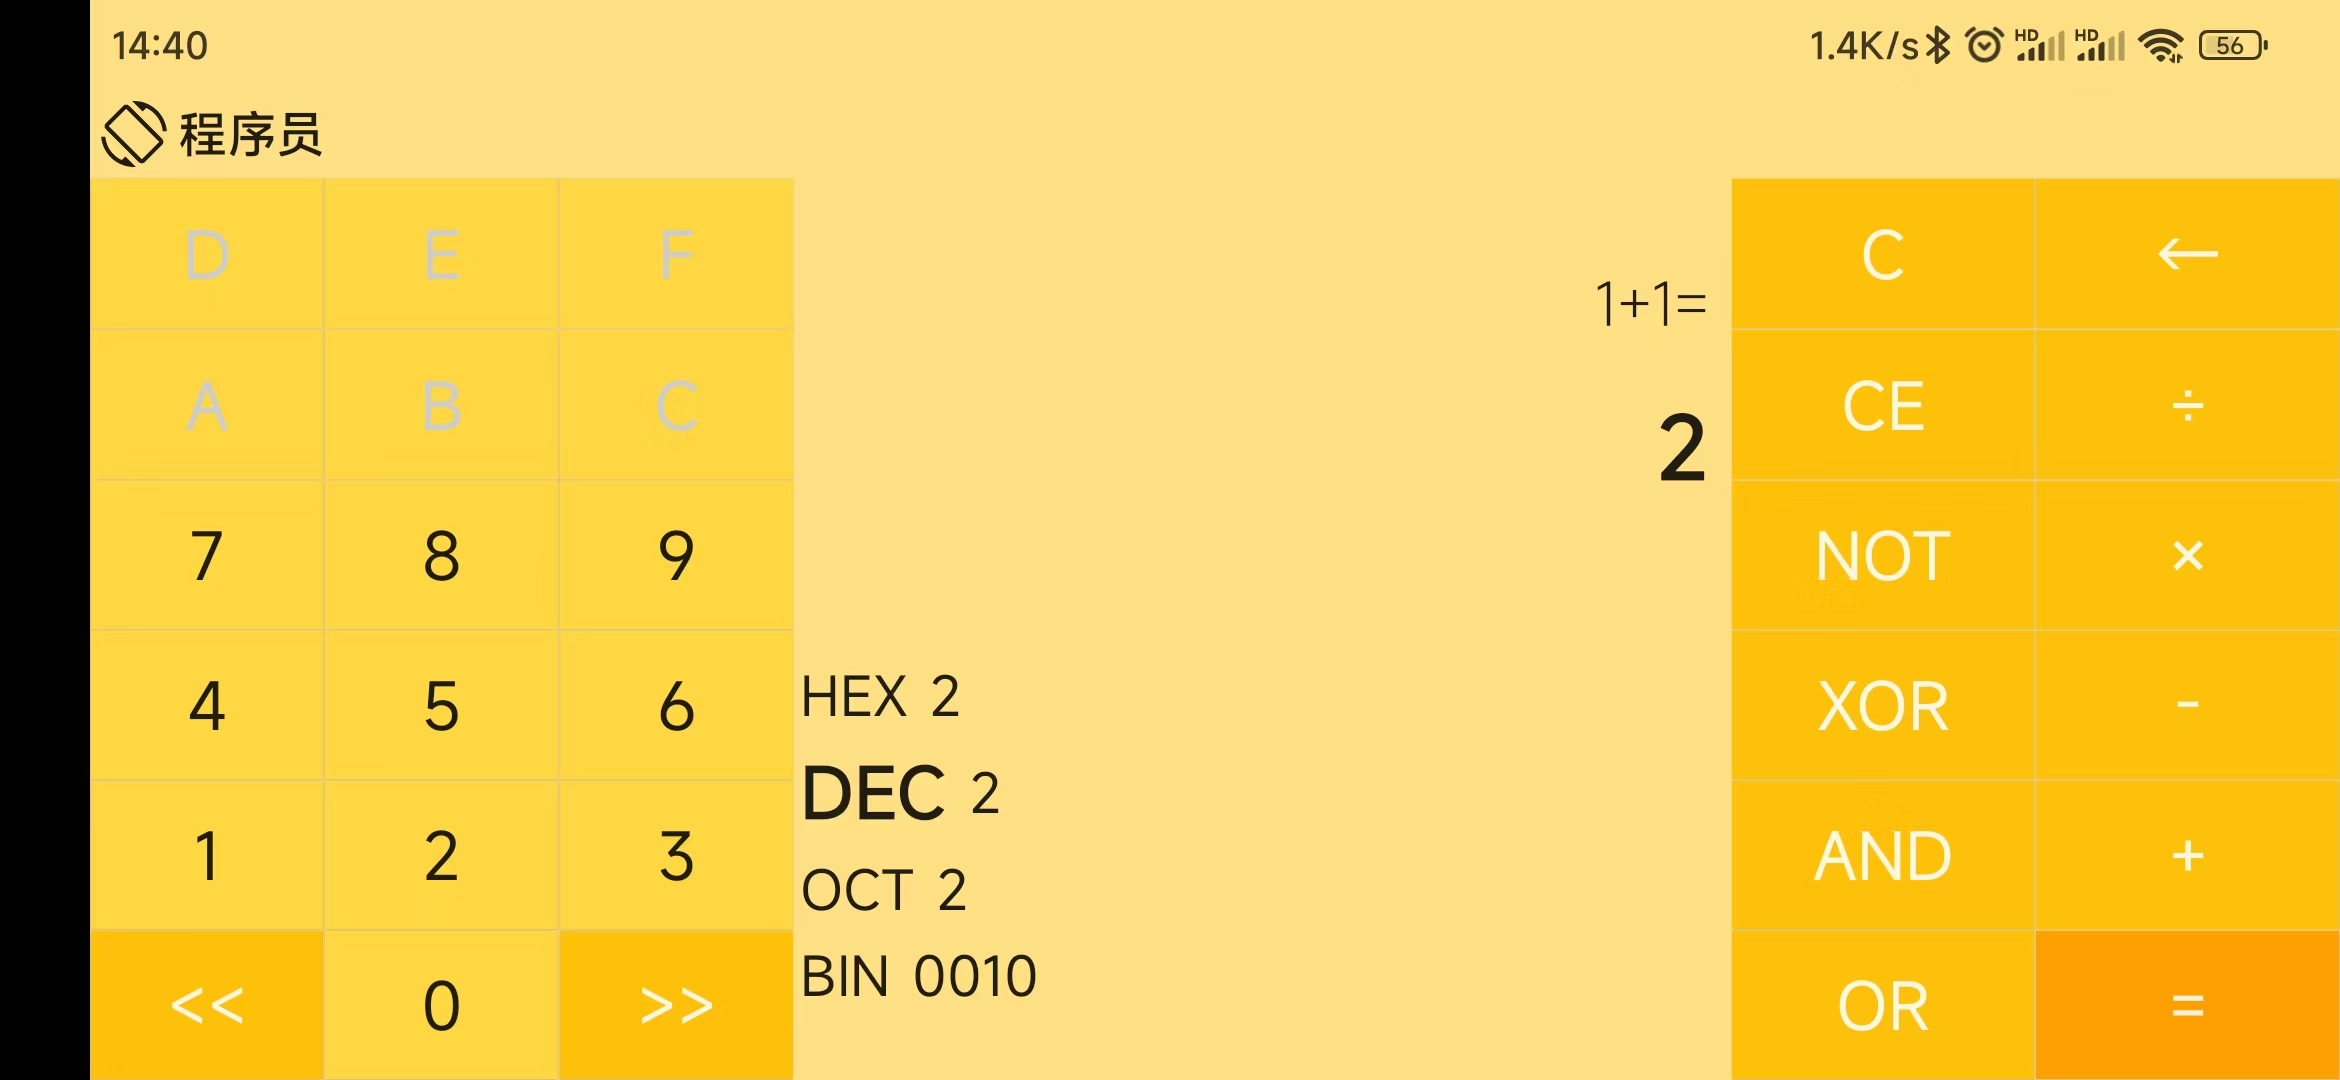 14:40
1.4K/s HD HD 56
程序员
D E F
A B C
7 8 9
4 5 6
1 2 3
<< 0 >>
1+1=
2
HEX 2
DEC 2
OCT 2
BIN 0010
C ←
CE ÷
NOT ×
XOR -
AND +
OR =